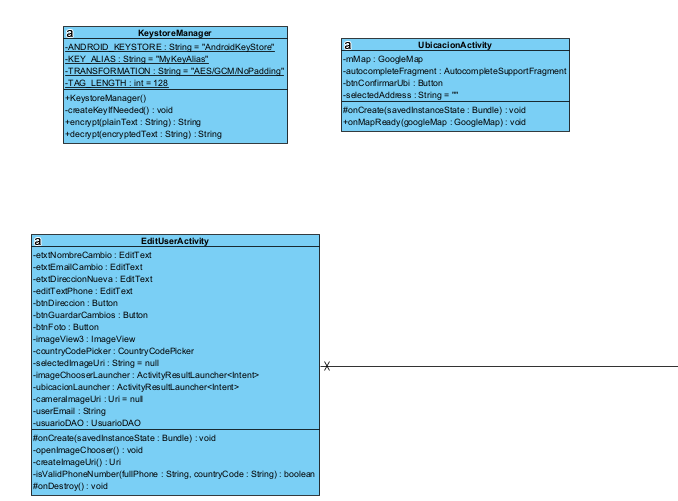 a
KeystoreManager
-ANDROID_KEYSTORE : String = "AndroidKeyStore"
-KEY_ALIAS : String = "MyKeyAlias"
-TRANSFORMATION : String = "AES/GCM/NoPadding"
-TAG_LENGTH : int = 128
+KeystoreManager()
-createKeyIfNeeded() : void
+encrypt(plainText : String) : String
+decrypt(encryptedText : String) : String
a
UbicacionActivity
-mMap : GoogleMap
-autocompleteFragment : AutocompleteSupportFragment
-btnConfirmarUbi : Button
-selectedAddress : String = ""
#onCreate(savedInstanceState : Bundle) : void
+onMapReady(googleMap : GoogleMap) : void
a
EditUserActivity
-etxtNombreCambio : EditText
-etxtEmailCambio : EditText
-etxtDireccionNueva : EditText
-editTextPhone : EditText
-btnDireccion : Button
-btnGuardarCambios : Button
-btnFoto : Button
-imageView3 : ImageView
-countryCodePicker : CountryCodePicker
-selectedImageUri : String = null
-imageChooserLauncher : ActivityResultLauncher<Intent>
-ubicacionLauncher : ActivityResultLauncher<Intent>
-cameraImageUri : Uri = null
-userEmail : String
-usuarioDAO : UsuarioDAO
#onCreate(savedInstanceState : Bundle) : void
-openImageChooser() : void
-createImageUri() : Uri
-isValidPhoneNumber(fullPhone : String, countryCode : String) : boolean
#onDestroy() : void